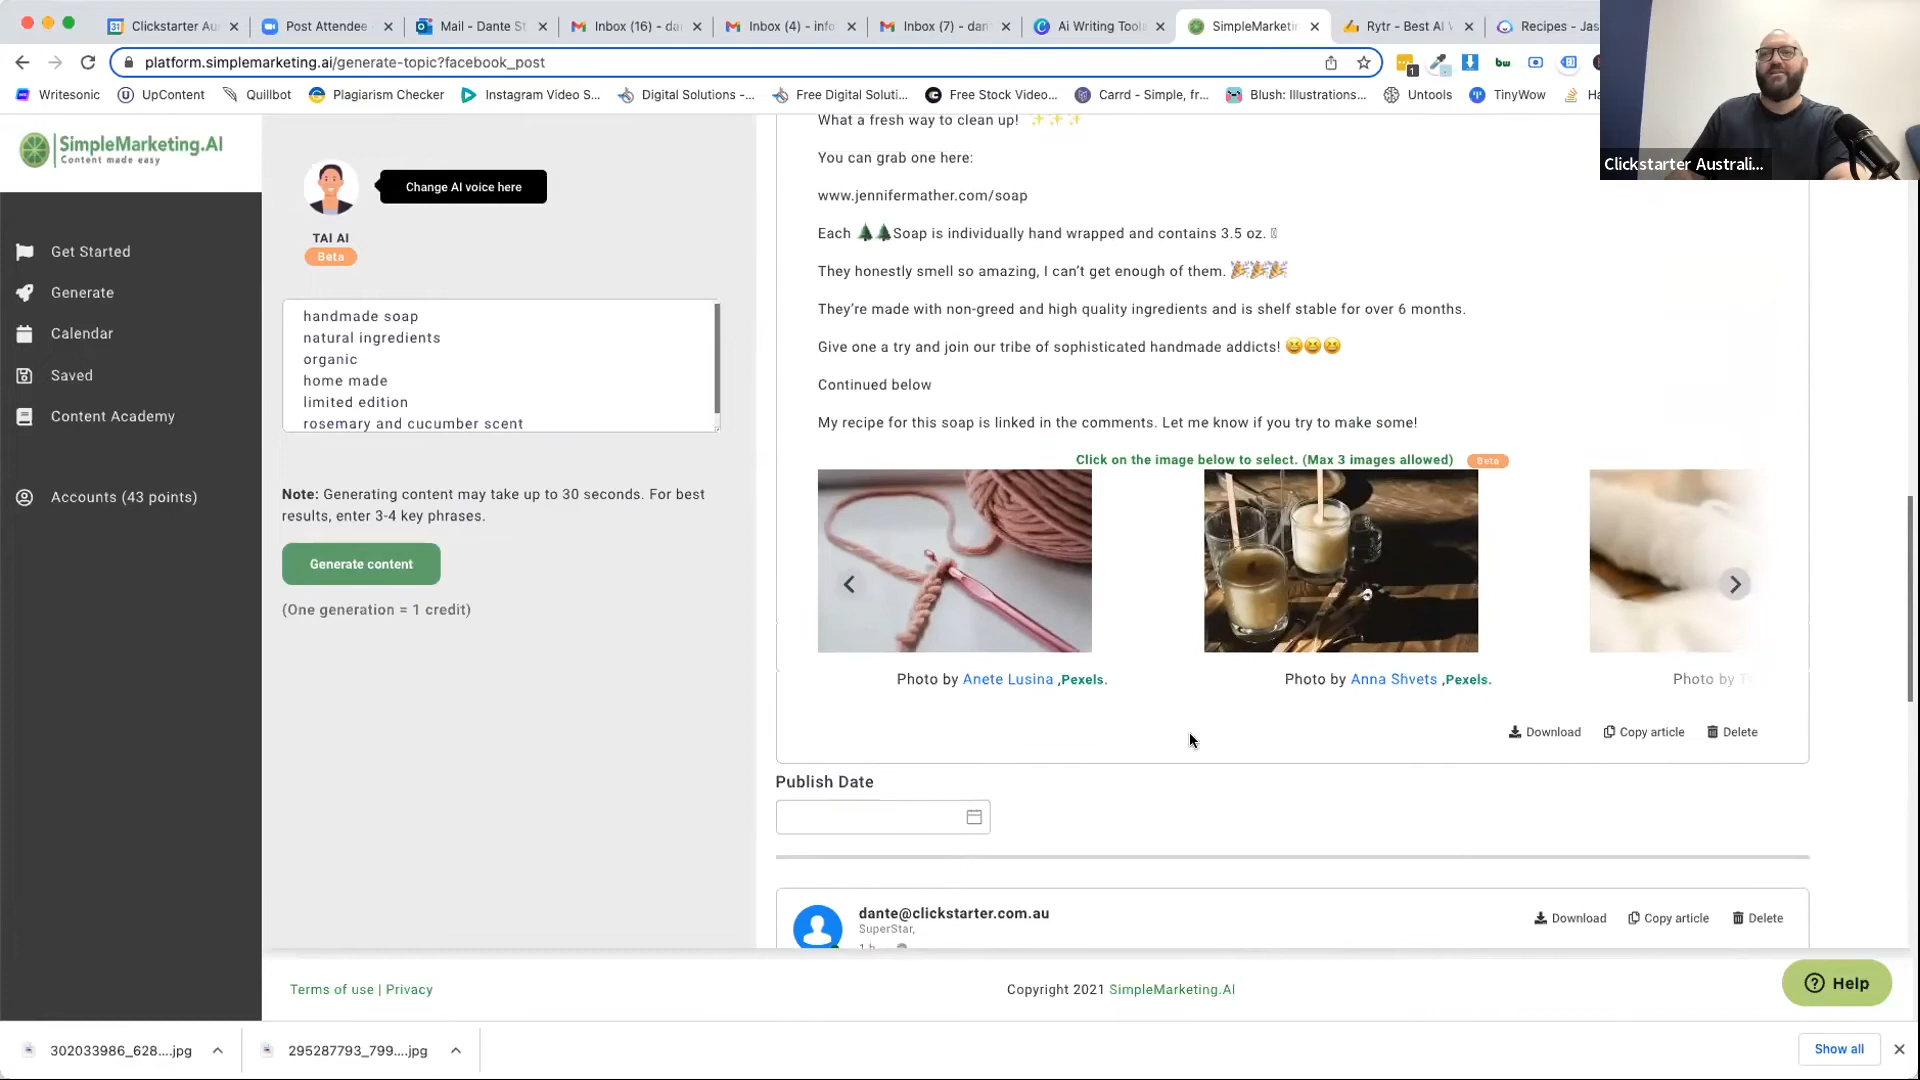 Clickstarter Au
Post Attendee
Mail - Dante S
Inbox (16) - da
Inbox (4) - info
Inbox (7) - dan
Ai Writing Tool
SimpleMarketin
Rytr - Best AI
Recipes - Jas
platform.simplemarketing.ai/generate-topic?facebook_post
Writesonic
UpContent
Quillbot
Plagiarism Checker
Instagram Video S...
Digital Solutions -...
Free Digital Soluti...
Free Stock Video...
Carrd - Simple, fr...
Blush: Illustrations...
Untools
TinyWow
Clickstarter Australi...
SimpleMarketing.AI
Content made easy
Get Started
Generate
Calendar
Saved
Content Academy
Accounts (43 points)
Change AI voice here
TAI AI
Beta
handmade soap
natural ingredients
organic
home made
limited edition
rosemary and cucumber scent
Note: Generating content may take up to 30 seconds. For best
results, enter 3-4 key phrases.
Generate content
(One generation = 1 credit)
What a fresh way to clean up! ✨✨✨
You can grab one here:
www.jennifermather.com/soap
Each 🌲🌲Soap is individually hand wrapped and contains 3.5 oz.
They honestly smell so amazing, I can’t get enough of them. 🎉🎉🎉
They’re made with non-greed and high quality ingredients and is shelf stable for over 6 months.
Give one a try and join our tribe of sophisticated handmade addicts! 😆😆😆
Continued below
My recipe for this soap is linked in the comments. Let me know if you try to make some!
Click on the image below to select. (Max 3 images allowed) Beta
Photo by Anete Lusina ,Pexels.
Photo by Anna Shvets ,Pexels.
Photo by
Download Copy article Delete
Publish Date
dante@clickstarter.com.au
SuperStar,
Download Copy article Delete
Terms of use | Privacy
Copyright 2021 SimpleMarketing.AI
Help
302033986_628....jpg
295287793_799....jpg
Show all